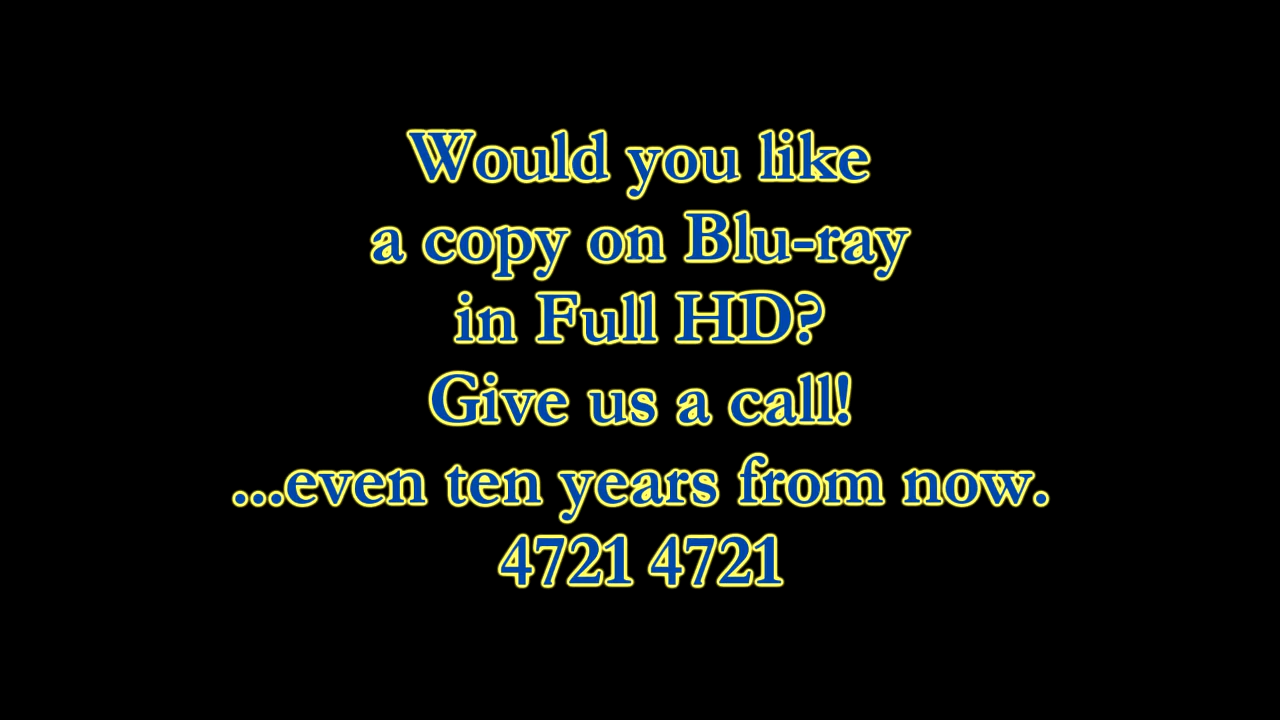 Would you like
a copy on Blu-ray
in Full HD?
Give us a call!
...even ten years from now.
4721 4721